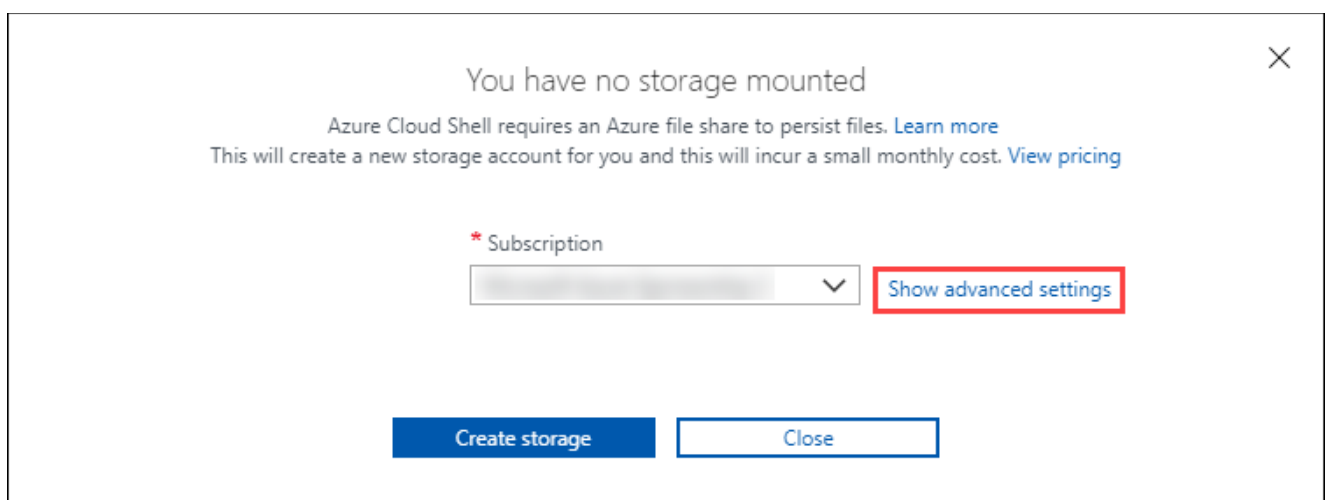 You have no storage mounted
Azure Cloud Shell requires an Azure file share to persist files. Learn more
This will create a new storage account for you and this will incur a small monthly cost. View pricing
* Subscription
Show advanced settings
Create storage
Close